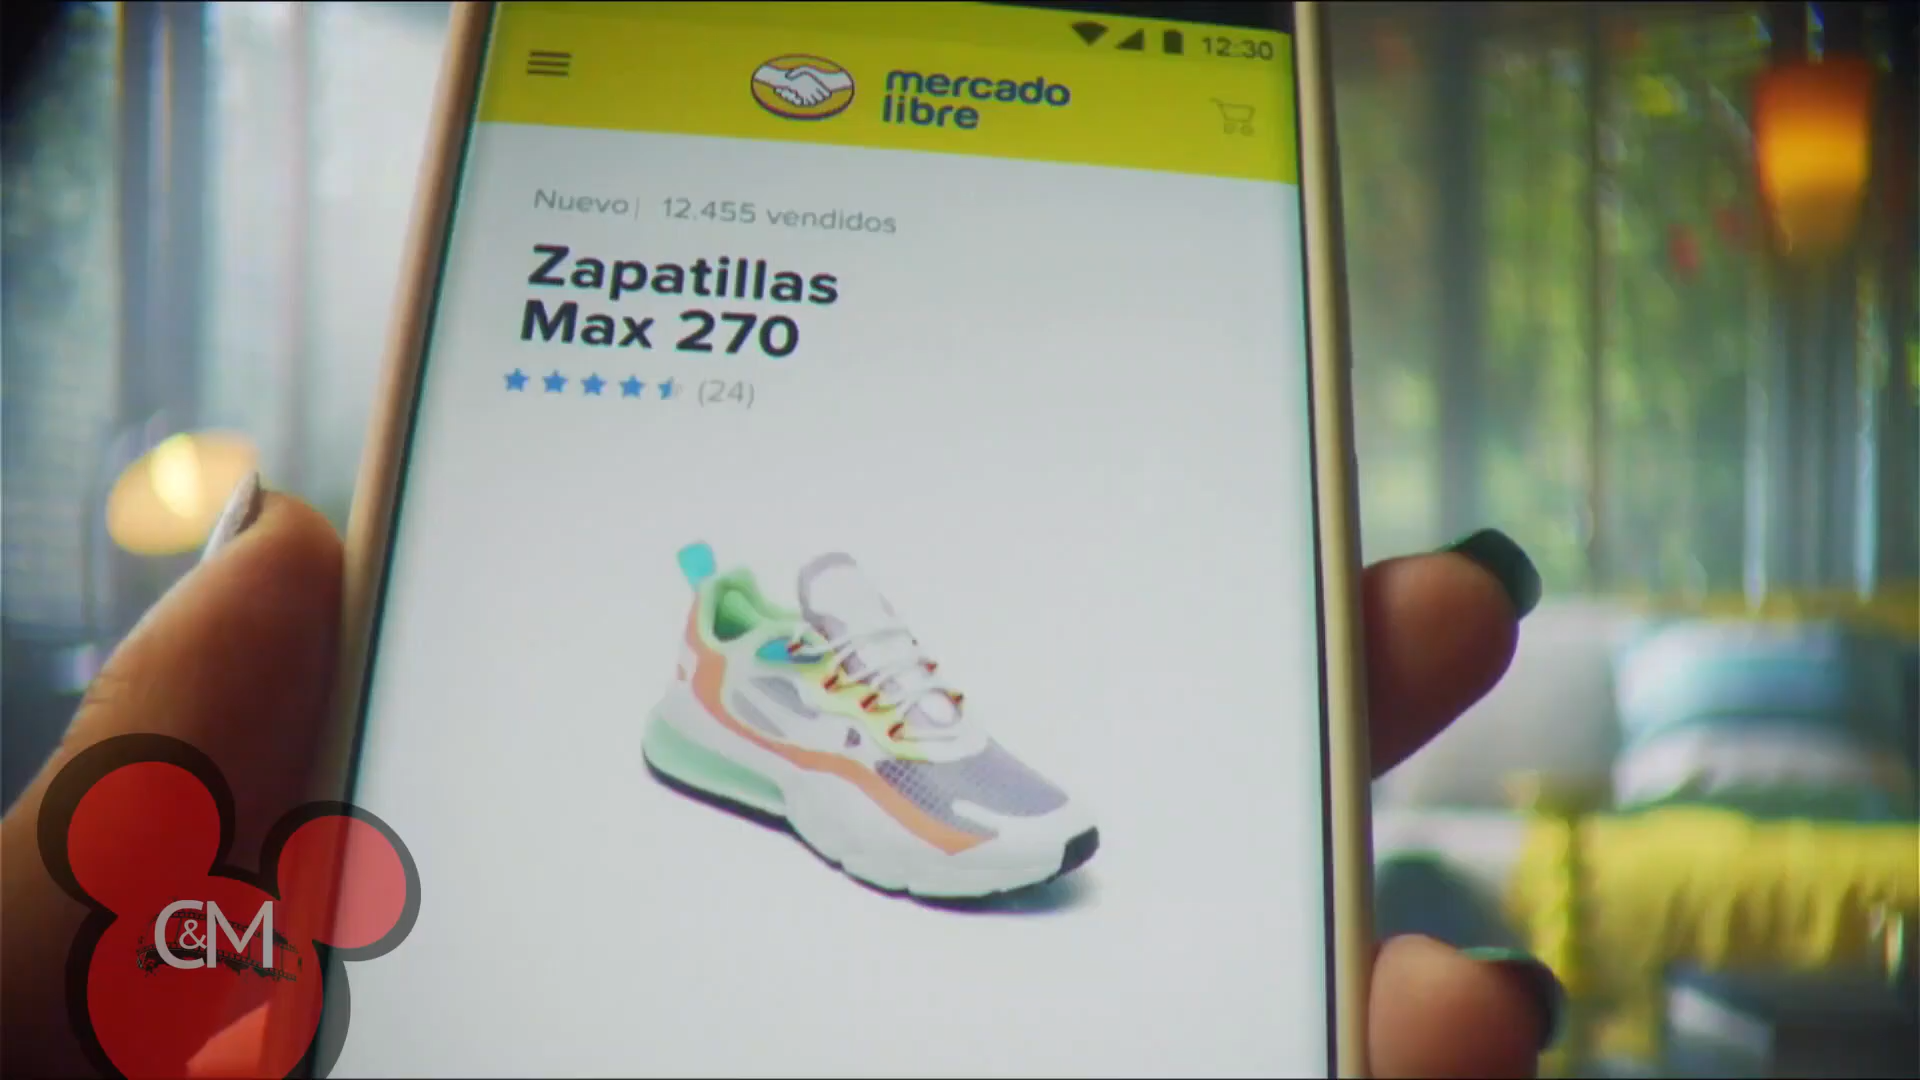 12:30
mercado
libre
Nuevo| 12.455 vendidos
Zapatillas
Max 270
(24)
C&M